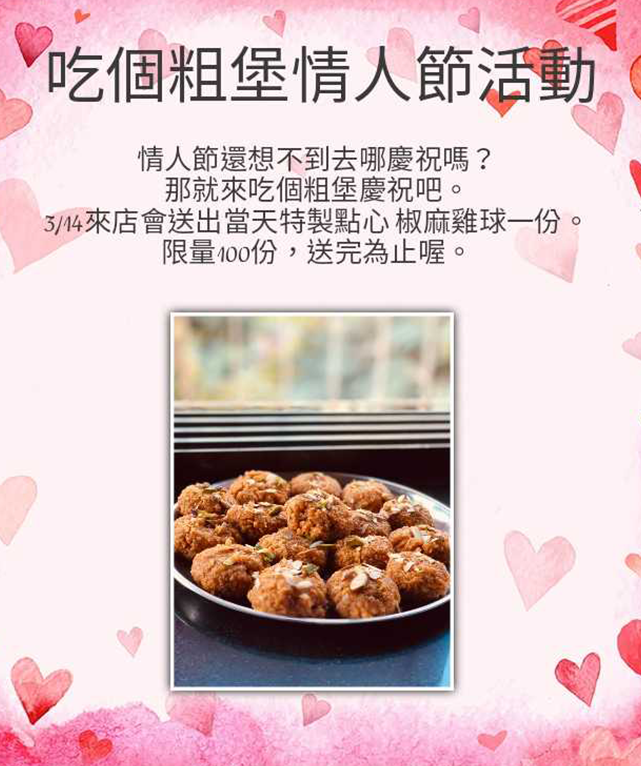 吃個粗堡情人節活動
情人節還想不到去哪慶祝嗎？
那就來吃個粗堡慶祝吧。
3/14來店會送出當天特製點心 椒麻雞球一份。
限量100份，送完為止喔。